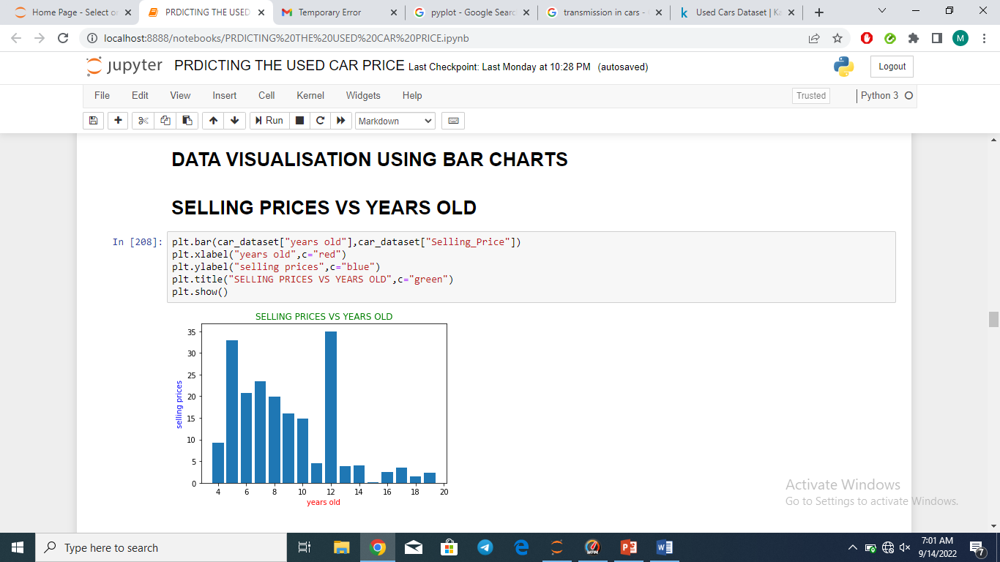 Home Page - Select or
PRDICTING THE USED
Temporary Error
pyplot - Google Searc
transmission in cars -
Used Cars Dataset | Ka
localhost:8888/notebooks/PRDICTING%20THE%20USED%20CAR%20PRICE.ipynb
M
jupyter PRDICTING THE USED CAR PRICE Last Checkpoint: Last Monday at 10:28 PM (autosaved)
Logout
File Edit View Insert Cell Kernel Widgets Help
Trusted
Python 3
Run
Markdown
DATA VISUALISATION USING BAR CHARTS
SELLING PRICES VS YEARS OLD
In [208]:
plt.bar(car_dataset["years old"],car_dataset["Selling_Price"])
plt.xlabel("years old",c="red")
plt.ylabel("selling prices",c="blue")
plt.title("SELLING PRICES VS YEARS OLD",c="green")
plt.show()
SELLING PRICES VS YEARS OLD
35
30
25
20
15
10
5
0
selling prices
4 6 8 10 12 14 16 18 20
years old
Activate Windows
Go to Settings to activate Windows.
Type here to search
7:01 AM
9/14/2022
7